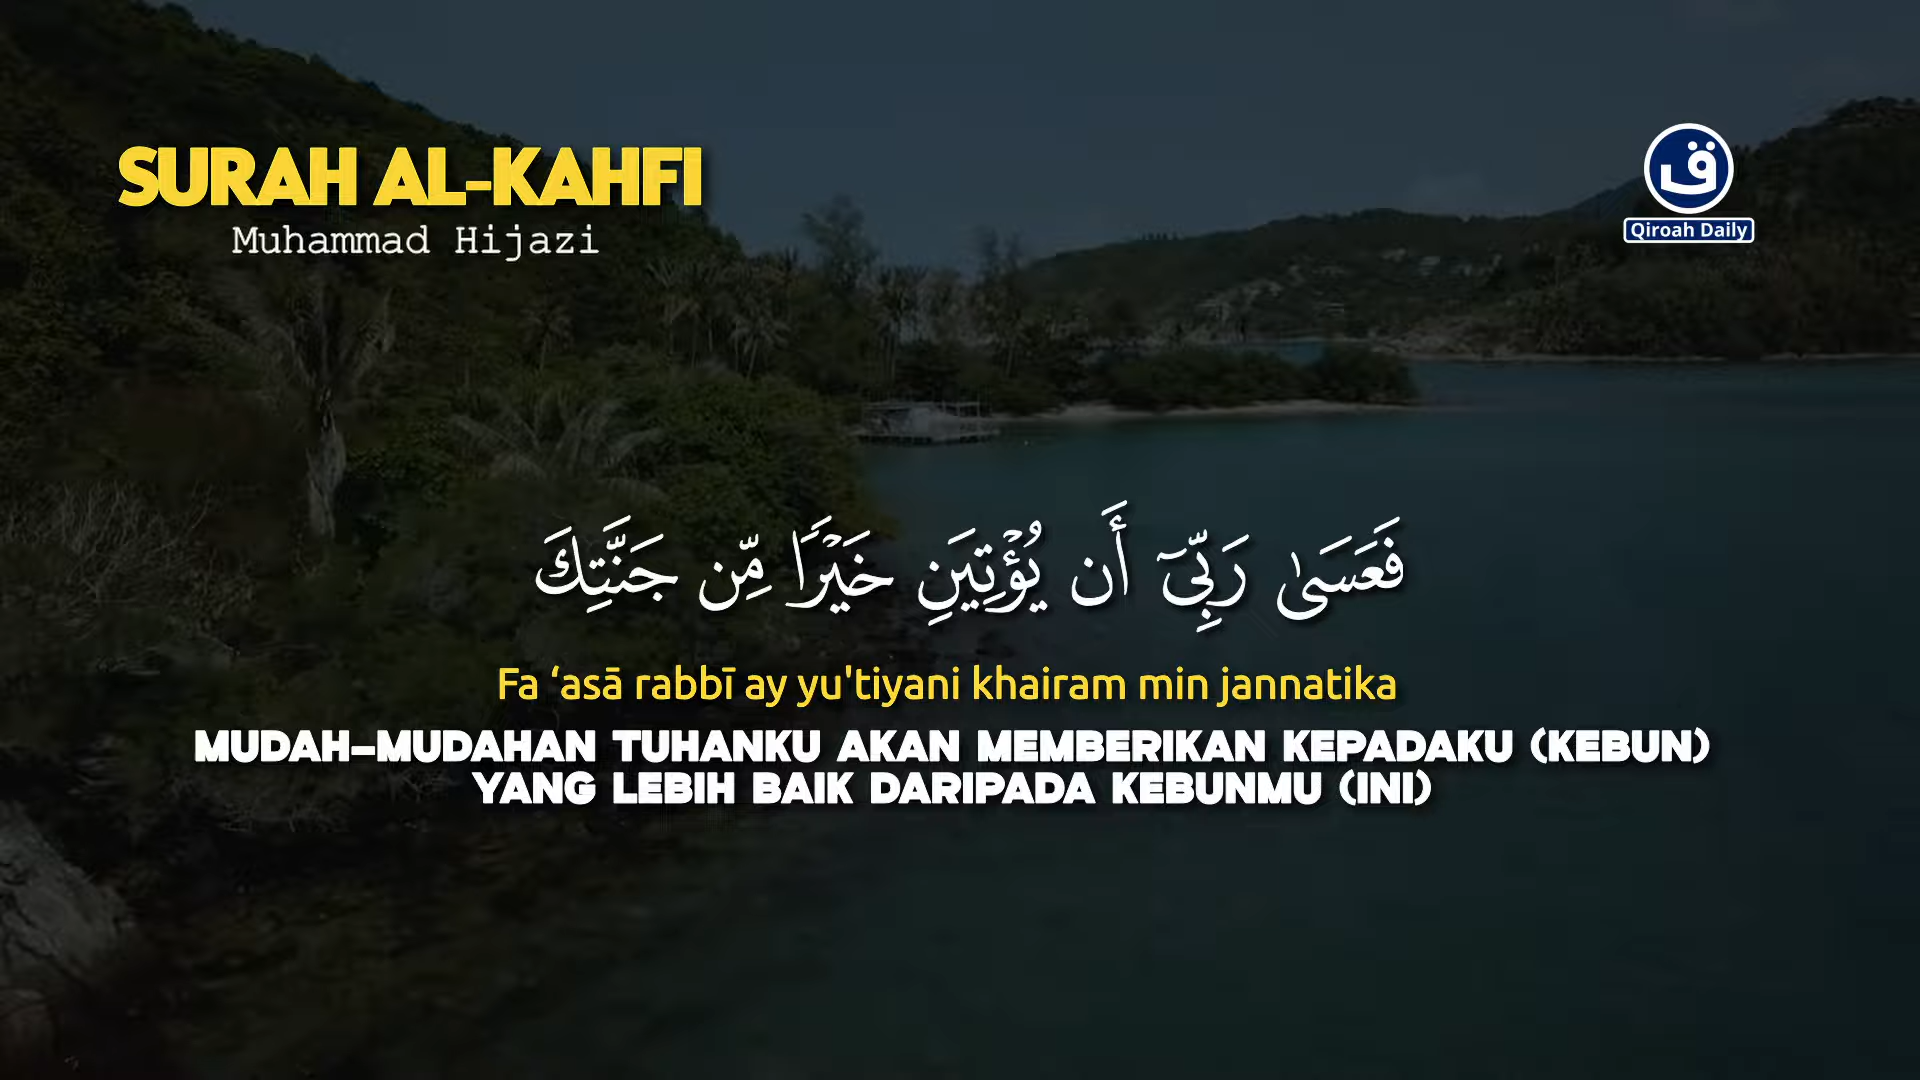 SURAH AL-KAHFI
Muhammad Hijazi
ق
Qiroah Daily
فَعَسَىٰ رَبِّيٓ أَن يُؤْتِيَنِ خَيْرًا مِّن جَنَّتِكَ
Fa ‘asā rabbī ay yu'tiyani khairam min jannatika
MUDAH-MUDAHAN TUHANKU AKAN MEMBERIKAN KEPADAKU (KEBUN)
YANG LEBIH BAIK DARIPADA KEBUNMU (INI)